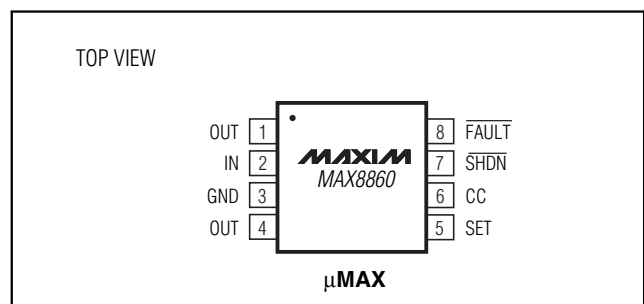 TOP VIEW
OUT 1
IN 2
GND 3
OUT 4
MAXIM
MAX8860
8 FAULT
7 SHDN
6 CC
5 SET
µMAX